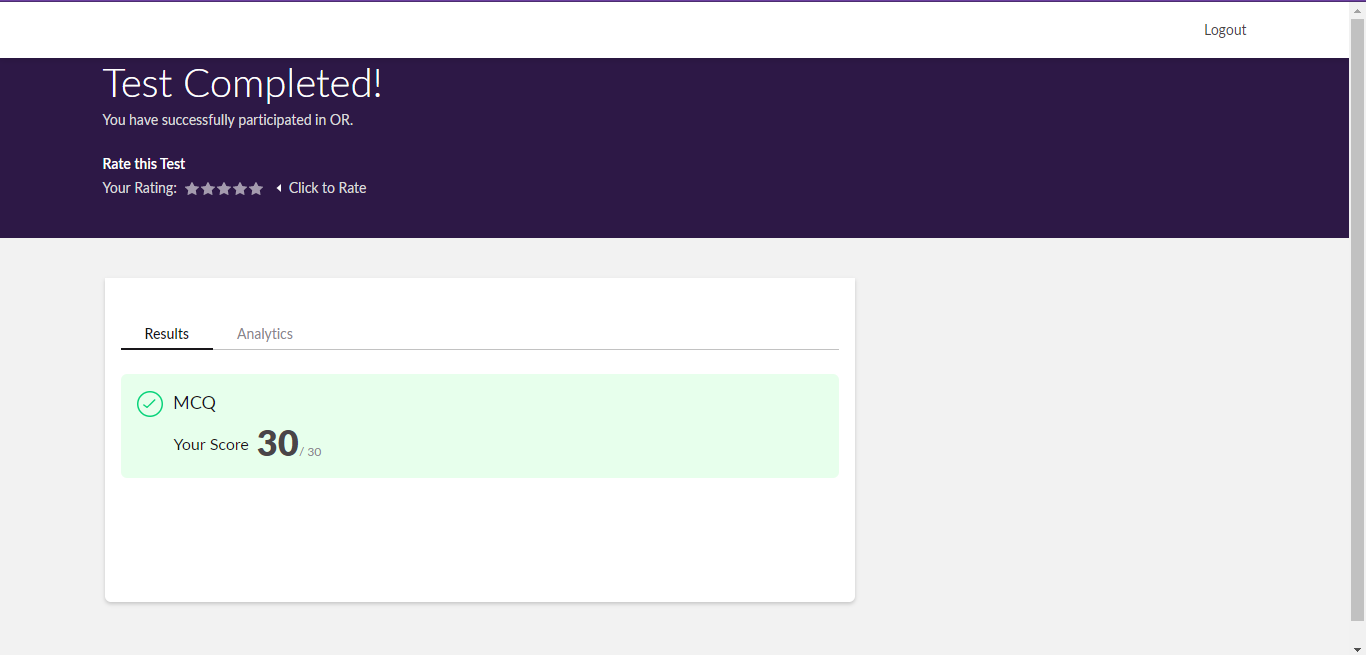 Logout
Test Completed!
You have successfully participated in OR.
Rate this Test
Your Rating: Click to Rate
Results Analytics
MCQ
Your Score 30 / 30